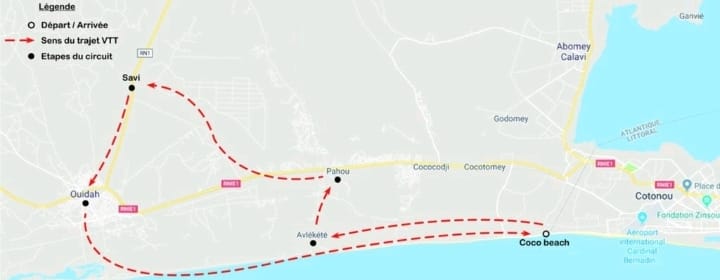 Légende
Départ / Arrivée
Sens du trajet VTT
Etapes du circuit
Ganvié
Abomey
Calavi
RN1
Savi
Godomey
ATLANTIQUE
LITTORAL
Pahou
Cococodji
Cocotomey
RNIE1
RNIE1
RNIE1
Place d
Ouidah
Cotonou
RNIE1
Fondation Zinsou
Avlékété
Coco beach
Aéroport
international
Cardinal
Bernadin